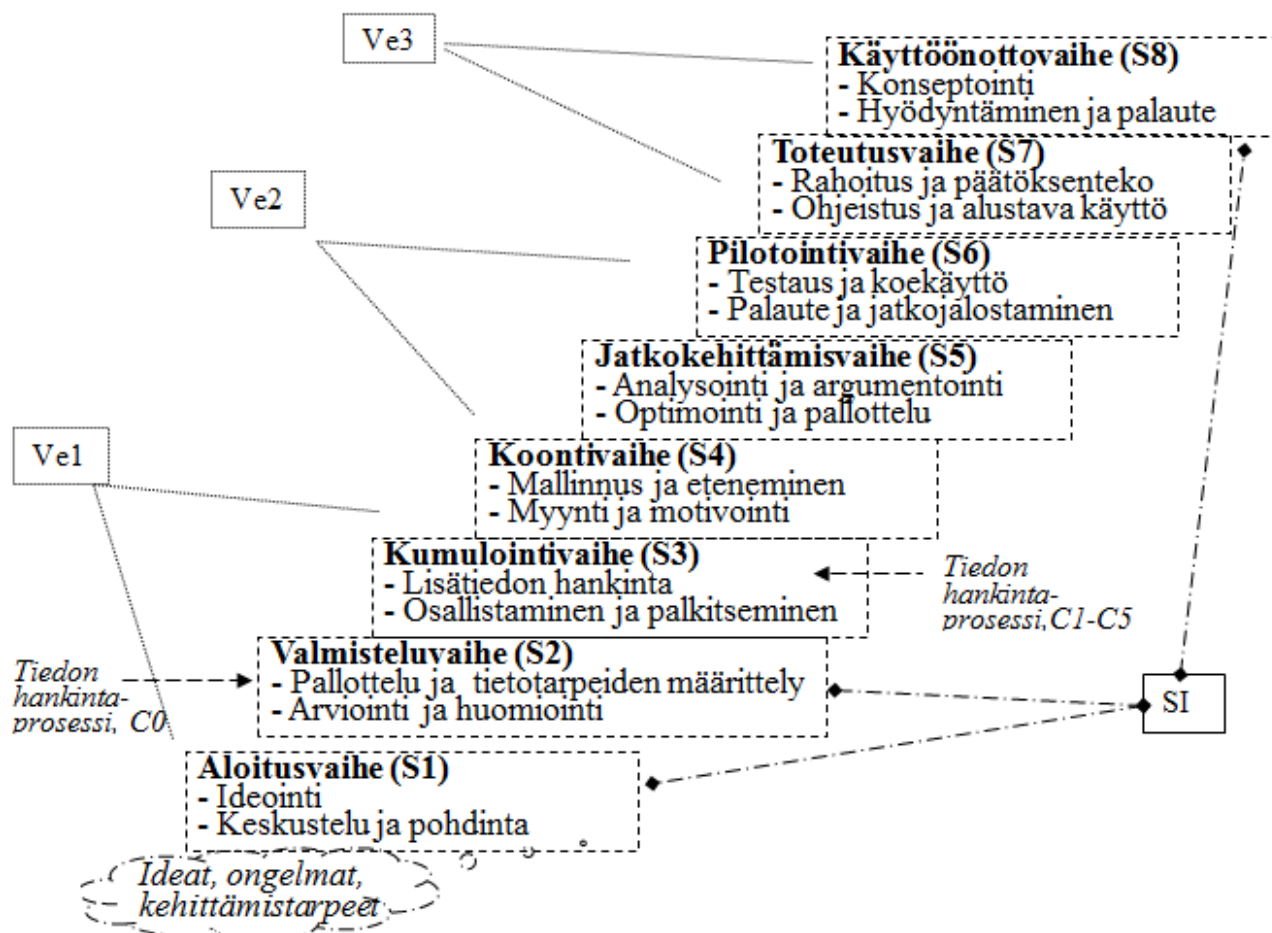 Ve3
Käyttöönottovaihe (S8)
- Konseptointi
- Hyödyntäminen ja palaute
Toteutusvaihe (S7)
- Rahoitus ja päätöksenteko
- Ohjeistus ja alustava käyttö
Ve2
Pilotointivaihe (S6)
- Testaus ja koekäyttö
- Palaute ja jatkojalostaminen
Jatkokehittämisvaihe (S5)
- Analysointi ja argumentointi
- Optimointi ja pallottelu
Ve1
Koontivaihe (S4)
- Mallinnus ja eteneminen
- Myynti ja motivointi
Kumulointivaihe (S3)
- Lisätiedon hankinta
- Osallistaminen ja palkitseminen
Tiedon
hankinta-
prosessi, C1-C5
Valmisteluvaihe (S2)
- Pallottelu ja tietotarpeiden määrittely
- Arviointi ja huomiointi
Tiedon
hankinta-
prosessi, C0
SI
Aloitusvaihe (S1)
- Ideointi
- Keskustelu ja pohdinta
Ideat, ongelmat,
kehittämistarpeet